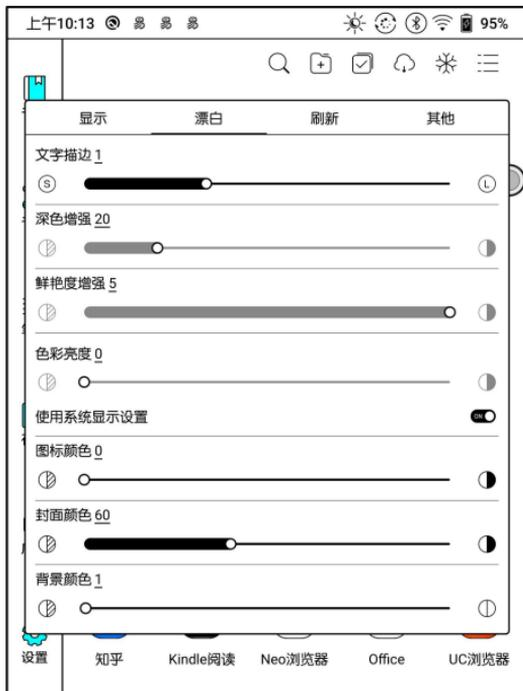 上午10:13
95%
显示 漂白 刷新 其他
文字描边 1
S L
深色增强 20
鲜艳度增强 5
色彩亮度 0
使用系统显示设置 ON
图标颜色 0
封面颜色 60
背景颜色 1
设置 知乎 Kindle阅读 Neo浏览器 Office UC浏览器